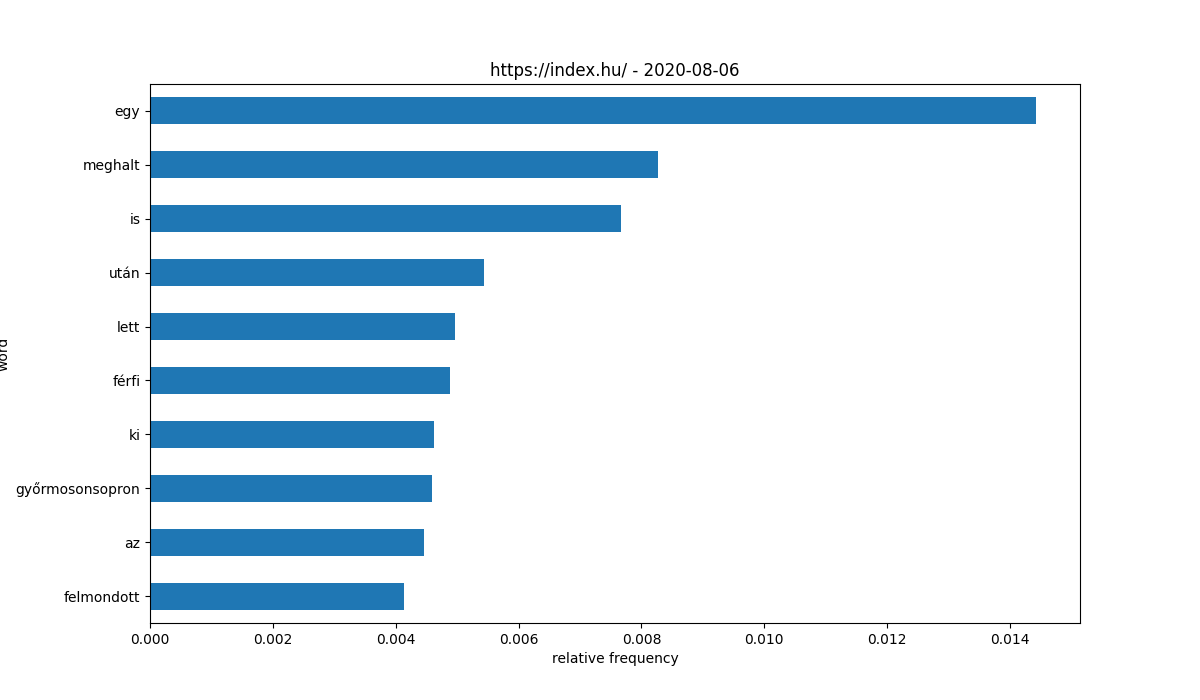 https://index.hu/ - 2020-08-06
egy
meghalt
is
után
lett
férfi
ki
győrmosonsopron
az
felmondott
word
0.000 0.002 0.004 0.006 0.008 0.010 0.012 0.014
relative frequency